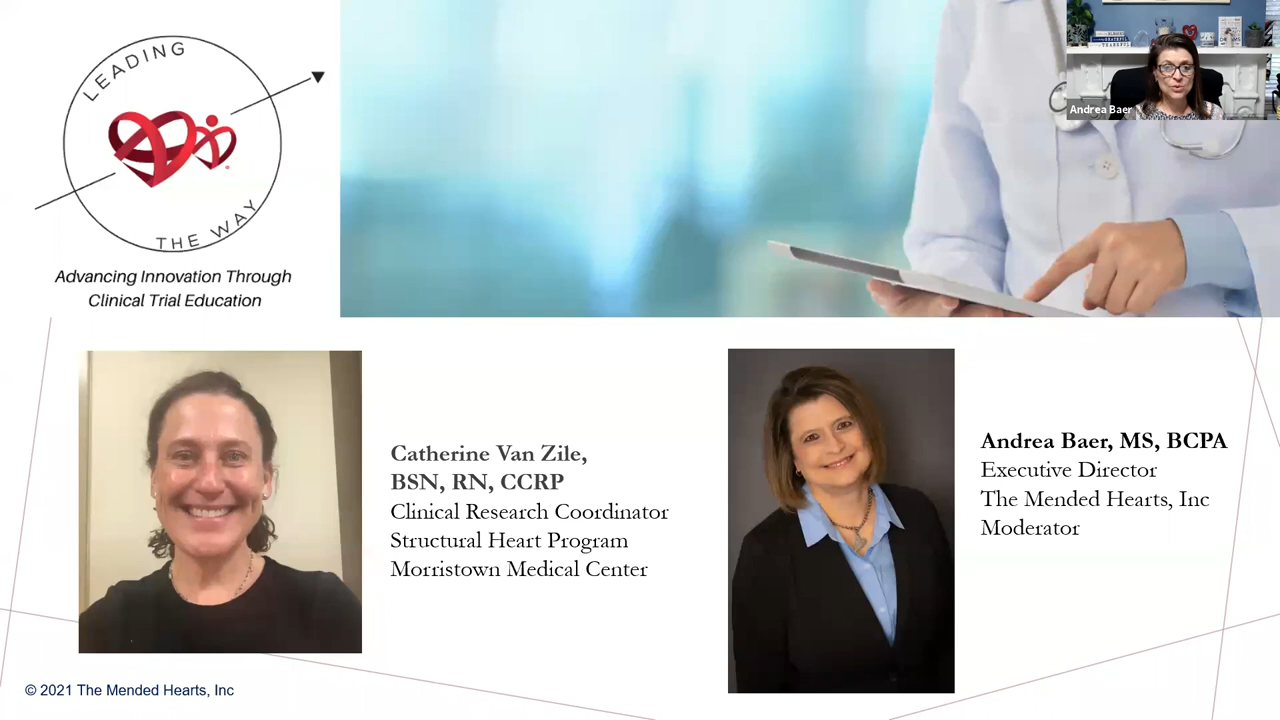 LEADING
THE WAY
Advancing Innovation Through
Clinical Trial Education
Andrea Baer
Catherine Van Zile,
BSN, RN, CCRP
Clinical Research Coordinator
Structural Heart Program
Morristown Medical Center
Andrea Baer, MS, BCPA
Executive Director
The Mended Hearts, Inc
Moderator
© 2021 The Mended Hearts, Inc